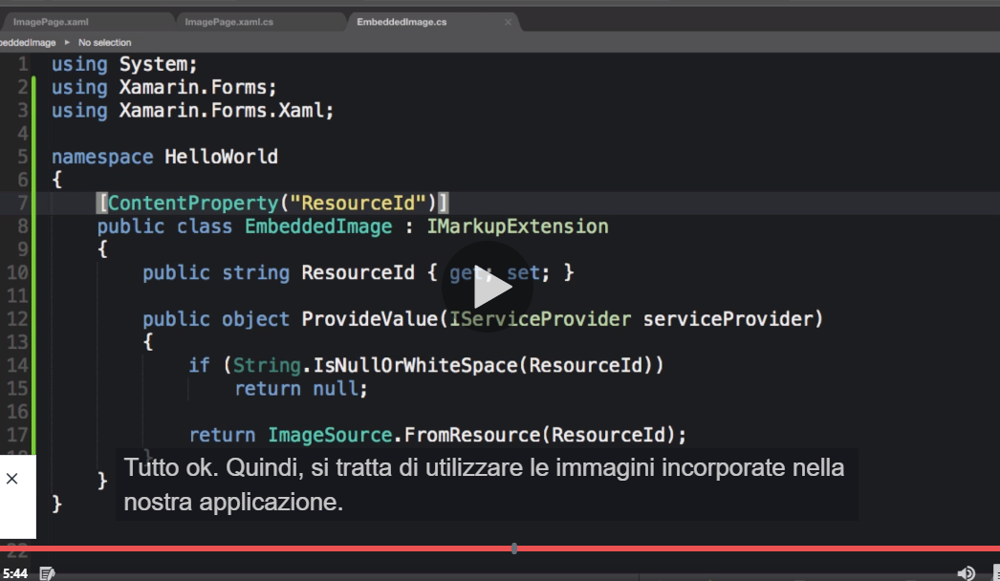 ImagePage.xaml ImagePage.xaml.cs EmbeddedImage.cs ×
No selection
1 using System;
2 using Xamarin.Forms;
3 using Xamarin.Forms.Xaml;
4
5 namespace HelloWorld
6 {
7 [ContentProperty("ResourceId")]
8 public class EmbeddedImage : IMarkupExtension
9 {
10 public string ResourceId { get; set; }
11
12 public object ProvideValue(IServiceProvider serviceProvider)
13 {
14 if (String.IsNullOrWhiteSpace(ResourceId))
15 return null;
16
17 return ImageSource.FromResource(ResourceId);
}
}
}
Tutto ok. Quindi, si tratta di utilizzare le immagini incorporate nella
nostra applicazione.
22
5:44